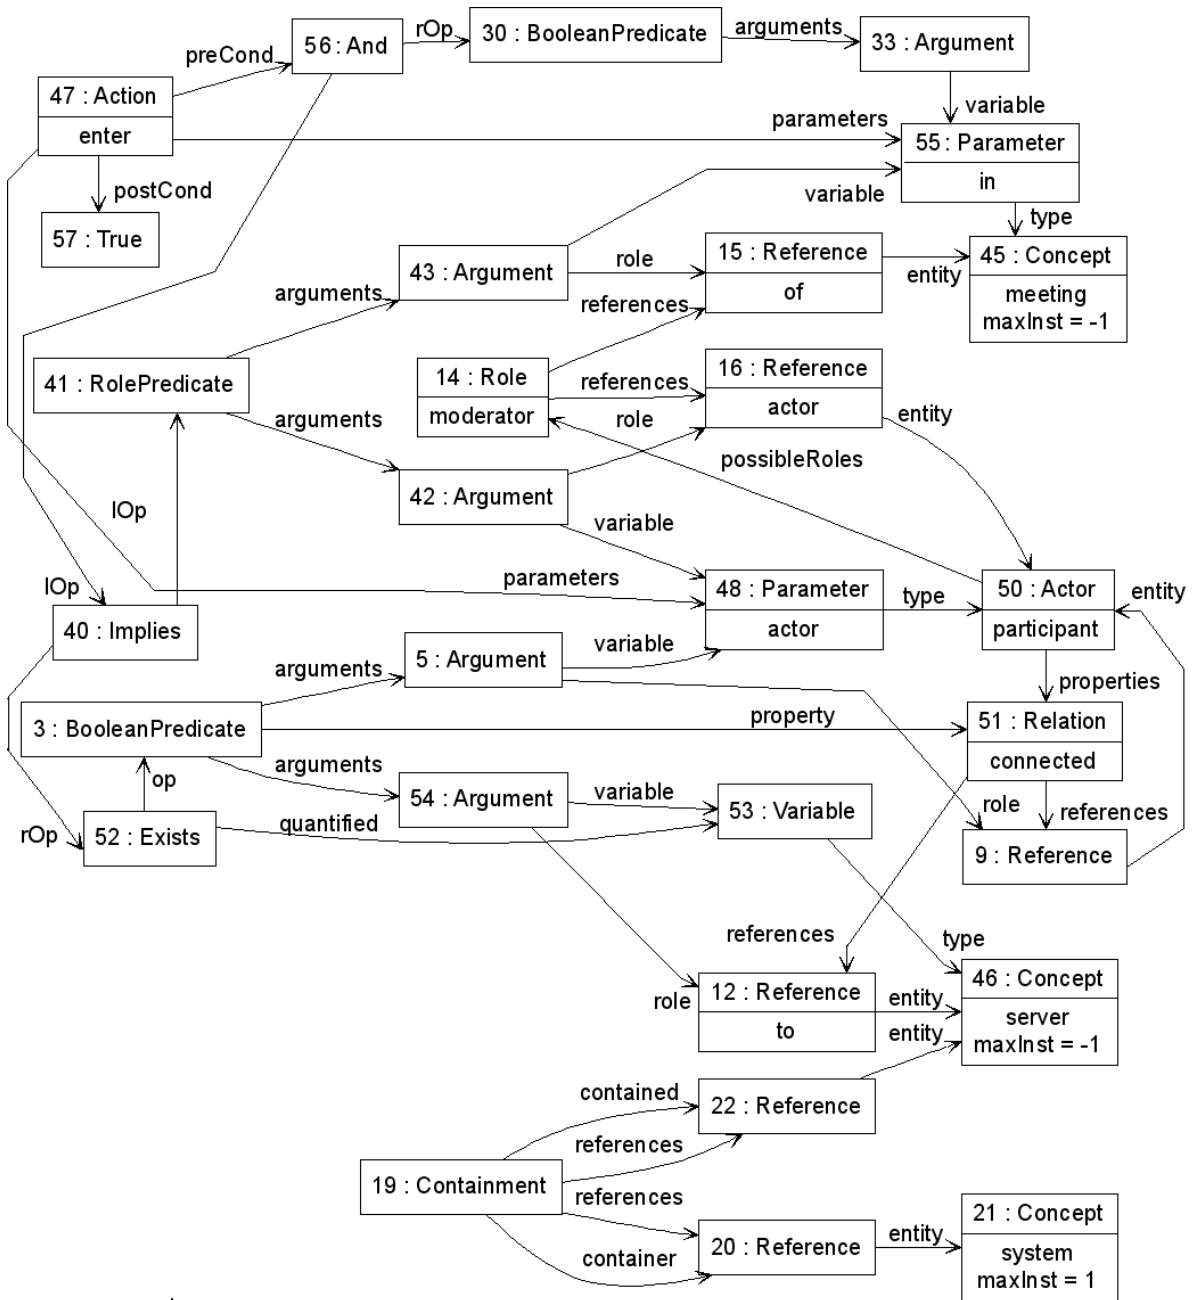 56 : And
rOp
30 : BooleanPredicate
arguments
33 : Argument
preCond
47 : Action
enter
variable
parameters
55 : Parameter
in
postCond
variable
type
57 : True
43 : Argument
role
15 : Reference
of
entity
45 : Concept
meeting
maxInst = -1
arguments
references
41 : RolePredicate
14 : Role
moderator
references
16 : Reference
actor
entity
arguments
role
possibleRoles
42 : Argument
lOp
variable
lOp
parameters
48 : Parameter
actor
type
50 : Actor
participant
entity
40 : Implies
5 : Argument
variable
arguments
properties
3 : BooleanPredicate
property
51 : Relation
connected
arguments
op
54 : Argument
variable
53 : Variable
role
references
quantified
rOp
52 : Exists
9 : Reference
references
type
role
12 : Reference
to
entity
46 : Concept
server
maxInst = -1
entity
contained
22 : Reference
references
19 : Containment
references
container
20 : Reference
entity
21 : Concept
system
maxInst = 1